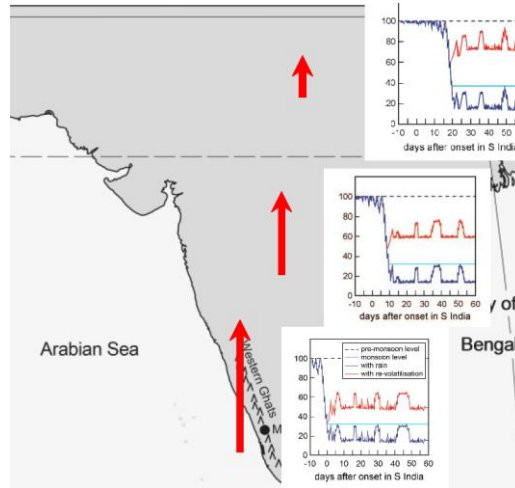 100
80
60
40
20
0
-10 0 10 20 30 40 50
days after onset in S India
100
80
60
40
20
0
-10 0 10 20 30 40 50 60
days after onset in S India
y of
Bengal
Arabian Sea
Western Ghats
M
pre-monsoon level
monsoon level
with rain
with re-volatilisation
100
80
60
40
20
0
-10 0 10 20 30 40 50 60
days after onset in S India